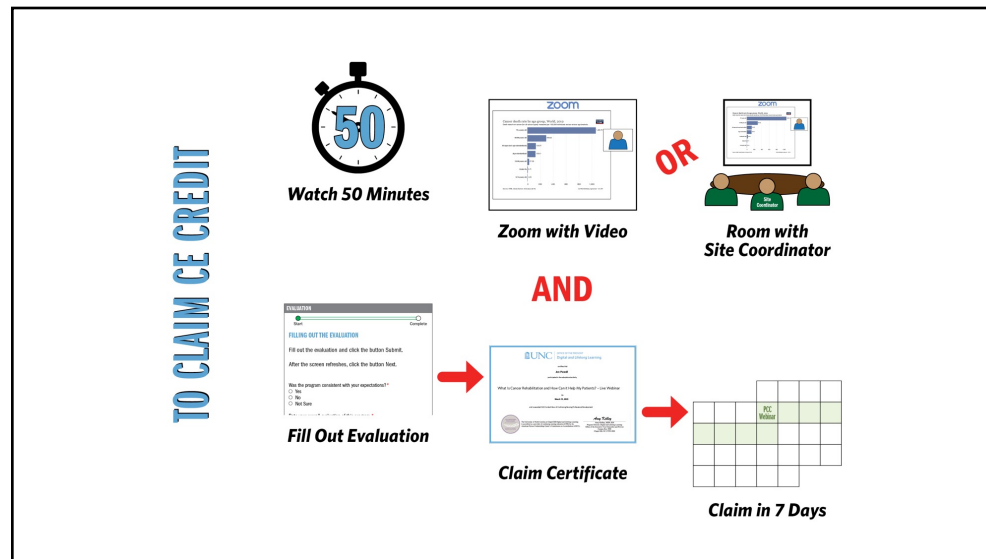 TO CLAIM CE CREDIT
50
Watch 50 Minutes
zoom
Zoom with Video
OR
zoom
Site
Coordinator
Room with
Site Coordinator
AND
EVALUATION
Start
Complete
FILLING OUT THE EVALUATION
Fill out the evaluation and click the button Submit.
After the screen refreshes, click the button Next.
Was the program consistent with your expectations? *
Yes
No
Not Sure
Fill Out Evaluation
UNC
Digital and Lifelong Learning
What Is Cancer Rehabilitation and How Can It Help My Patients? - Live Webinar
Claim Certificate
PCC
Webinar
Claim in 7 Days